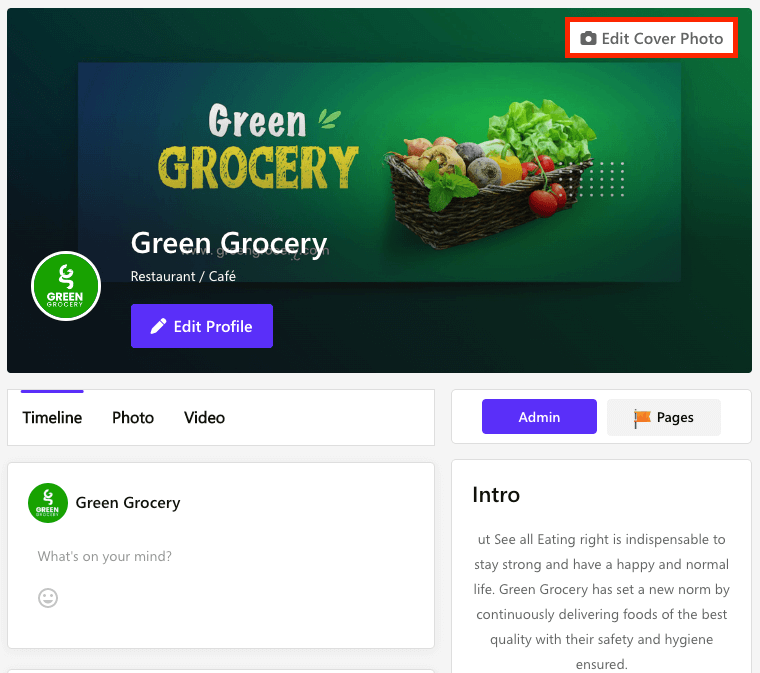 Edit Cover Photo
Green
GROCERY
Green Grocery
www.greengrocery.com
Restaurant / Café
GREEN
GROCERY
Edit Profile
Timeline
Photo
Video
Admin
Pages
GREEN
GROCERY
Green Grocery
What's on your mind?
Intro
ut See all Eating right is indispensable to
stay strong and have a happy and normal
life. Green Grocery has set a new norm by
continuously delivering foods of the best
quality with their safety and hygiene
ensured.